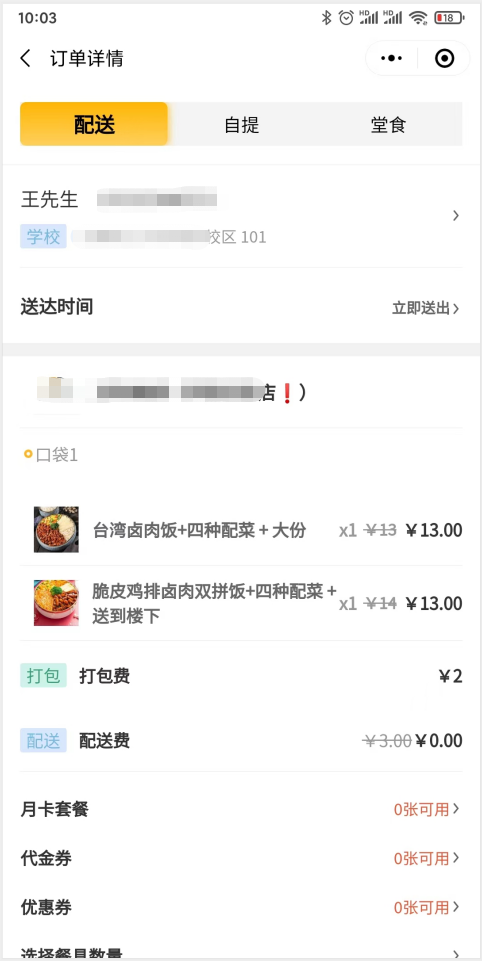 10:03
HD HD 18
订单详情
配送 自提 堂食
王先生
学校 校区 101
送达时间 立即送出
店❗)
口袋1
台湾卤肉饭+四种配菜 + 大份 x1 ¥13 ¥13.00
脆皮鸡排卤肉双拼饭+四种配菜 +
送到楼下 x1 ¥14 ¥13.00
打包 打包费 ¥2
配送 配送费 ¥3.00 ¥0.00
月卡套餐 0张可用
代金券 0张可用
优惠券 0张可用
选择餐具数量